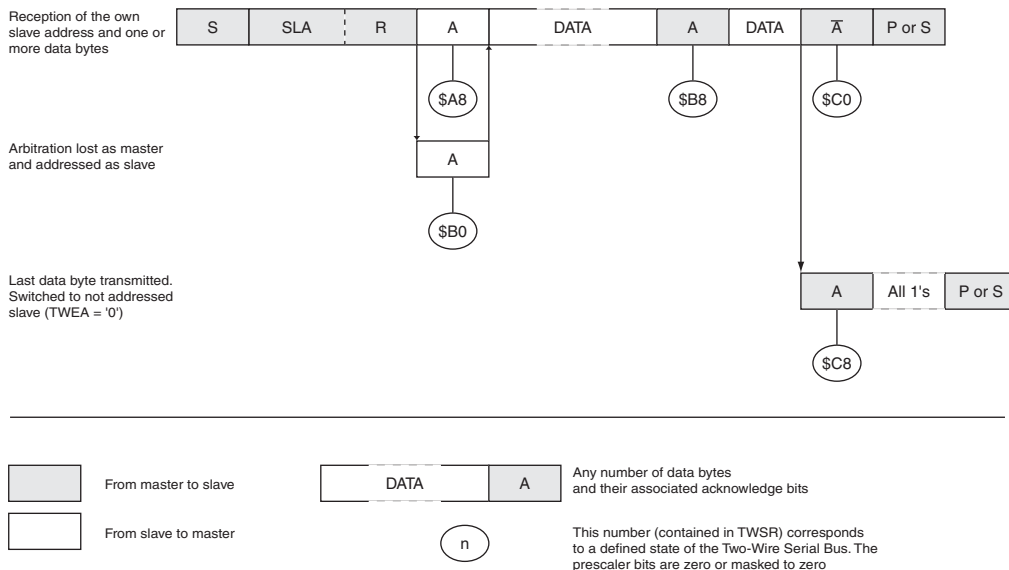 Reception of the own
slave address and one or
more data bytes
S SLA R A DATA A DATA A̅ P or S
$A8 $B8 $C0
Arbitration lost as master
and addressed as slave
A
$B0
Last data byte transmitted.
Switched to not addressed
slave (TWEA = '0')
A All 1's P or S
$C8
From master to slave
DATA A
Any number of data bytes
and their associated acknowledge bits
From slave to master
n
This number (contained in TWSR) corresponds
to a defined state of the Two-Wire Serial Bus. The
prescaler bits are zero or masked to zero